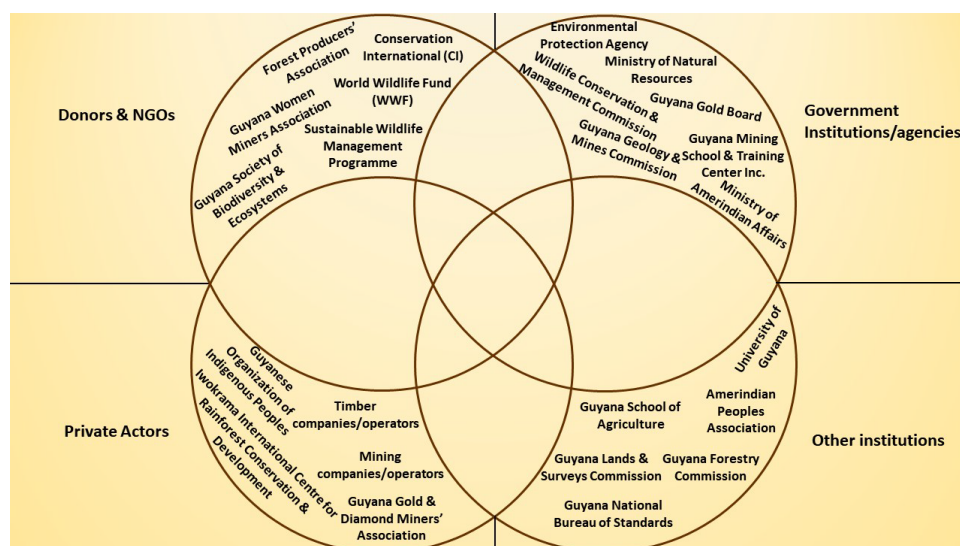 Donors & NGOs
Forest Producers'
Association
Conservation
International (CI)
World Wildlife Fund
(WWF)
Guyana Women
Miners Association
Sustainable Wildlife
Management
Programme
Guyana Society of
Biodiversity &
Ecosystems
Environmental
Protection Agency
Ministry of Natural
Resources
Wildlife Conservation &
Management Commission
Guyana Gold Board
Guyana Geology &
Mines Commission
Guyana Mining
School & Training
Center Inc.
Ministry of
Amerindian Affairs
Government
Institutions/agencies
Private Actors
Guyanese
Organization of
Indigenous Peoples
Iwokrama International Centre for
Rainforest Conservation &
Development
Timber
companies/operators
Mining
companies/operators
Guyana Gold &
Diamond Miners'
Association
University of
Guyana
Guyana School of
Agriculture
Amerindian
Peoples
Association
Guyana Lands &
Surveys Commission
Guyana Forestry
Commission
Guyana National
Bureau of Standards
Other institutions